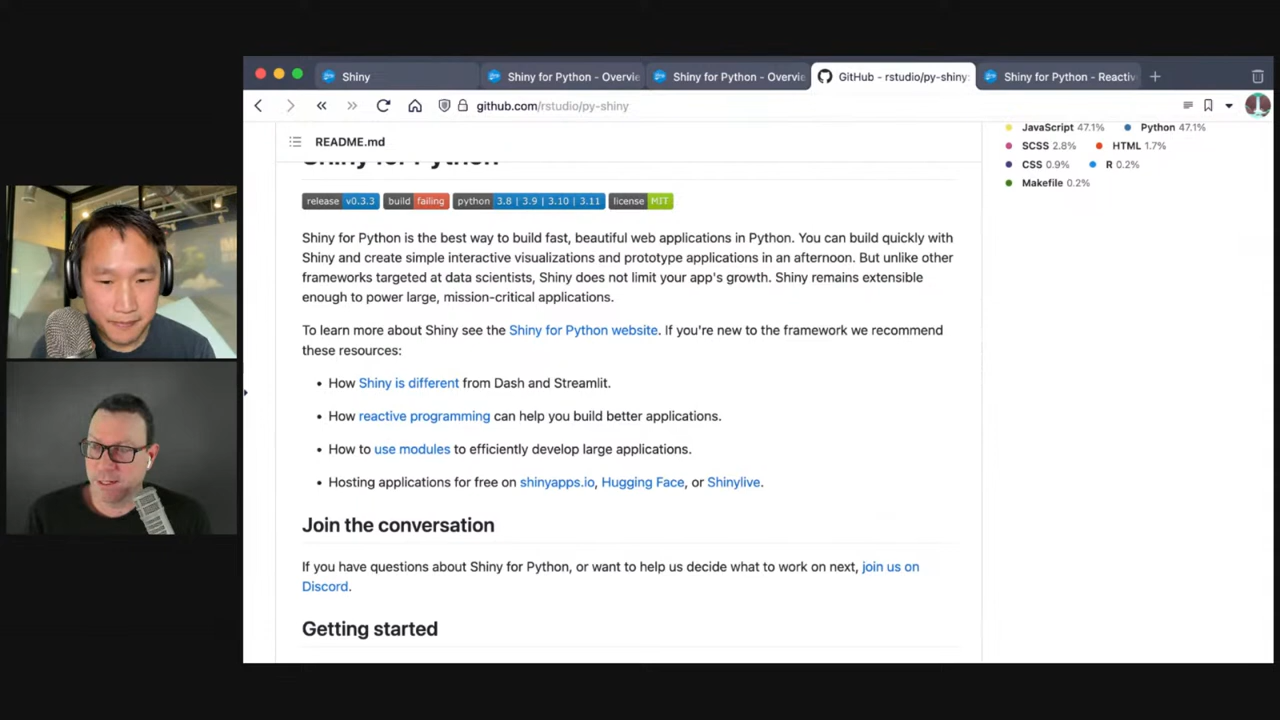 Shiny
Shiny for Python - Overvie
Shiny for Python - Overvie
GitHub - rstudio/py-shiny:
Shiny for Python - Reactiv
github.com/rstudio/py-shiny
README.md
JavaScript 47.1% Python 47.1%
SCSS 2.8% HTML 1.7%
CSS 0.9% R 0.2%
Makefile 0.2%
Shiny for Python
release v0.3.3 build failing python 3.8 | 3.9 | 3.10 | 3.11 license MIT
Shiny for Python is the best way to build fast, beautiful web applications in Python. You can build quickly with
Shiny and create simple interactive visualizations and prototype applications in an afternoon. But unlike other
frameworks targeted at data scientists, Shiny does not limit your app's growth. Shiny remains extensible
enough to power large, mission-critical applications.
To learn more about Shiny see the Shiny for Python website. If you're new to the framework we recommend
these resources:
• How Shiny is different from Dash and Streamlit.
• How reactive programming can help you build better applications.
• How to use modules to efficiently develop large applications.
• Hosting applications for free on shinyapps.io, Hugging Face, or Shinylive.
Join the conversation
If you have questions about Shiny for Python, or want to help us decide what to work on next, join us on
Discord.
Getting started